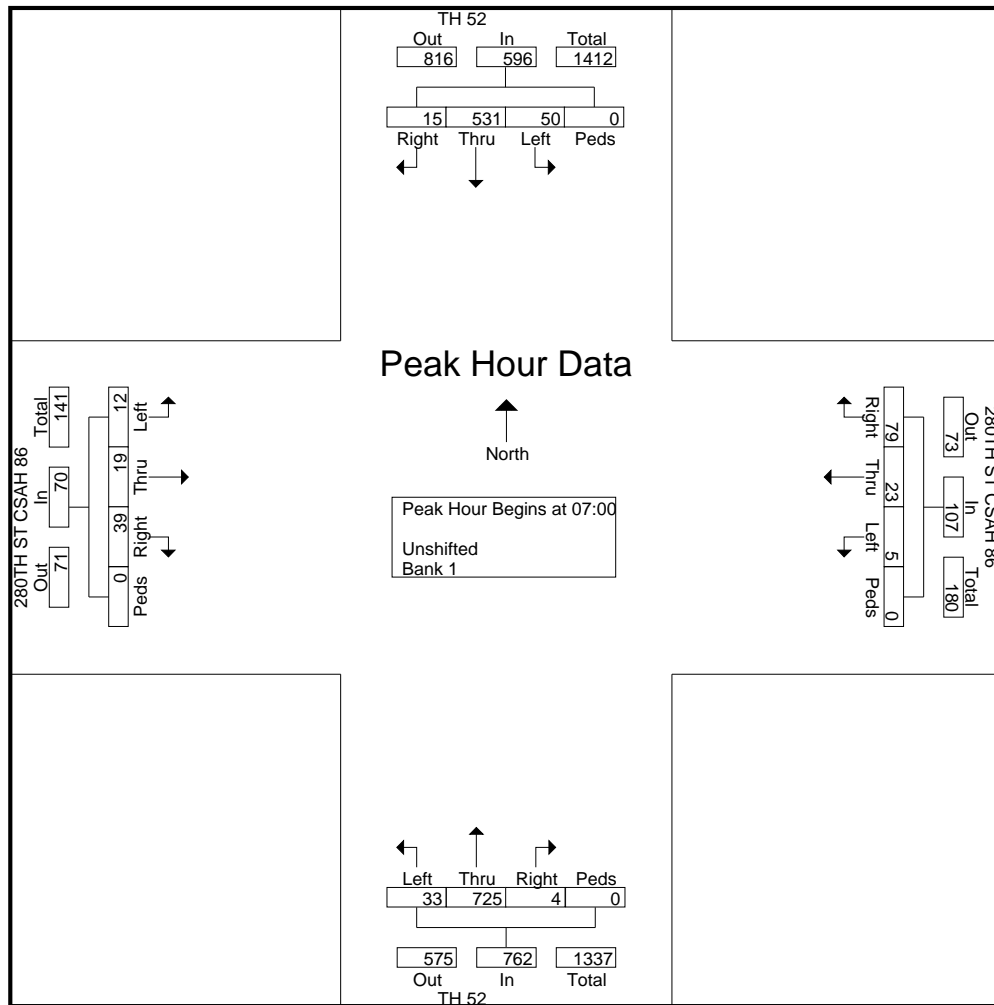 TH 52
Out In Total
816 596 1412
15 531 50 0
Right Thru Left Peds
Peak Hour Data
North
Peak Hour Begins at 07:00
Unshifted
Bank 1
280TH ST CSAH 86
Total In Out
141 70 71
12 19 39 0
Left Thru Right Peds
280TH ST CSAH 86
Out In Total
73 107 180
79 23 5 0
Right Thru Left Peds
Left Thru Right Peds
33 725 4 0
575 762 1337
Out In Total
TH 52